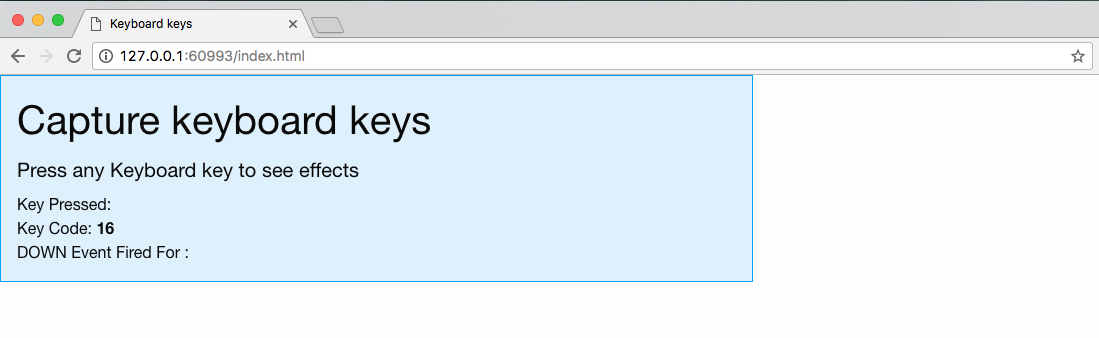 Keyboard keys
127.0.0.1:60993/index.html
Capture keyboard keys
Press any Keyboard key to see effects
Key Pressed:
Key Code: 16
DOWN Event Fired For :